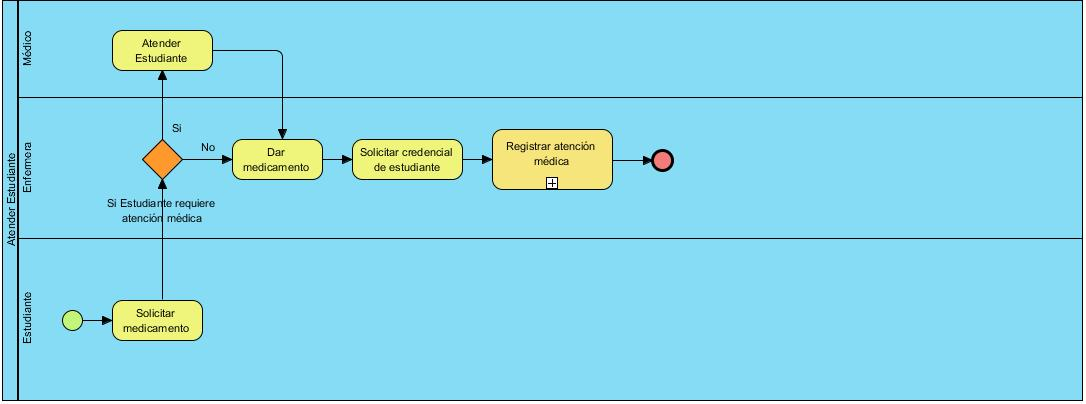 Atender Estudiante
Médico
Atender
Estudiante
Enfermera
Si
No
Dar
medicamento
Solicitar credencial
de estudiante
Registrar atención
médica
Si Estudiante requiere
atención médica
Estudiante
Solicitar
medicamento